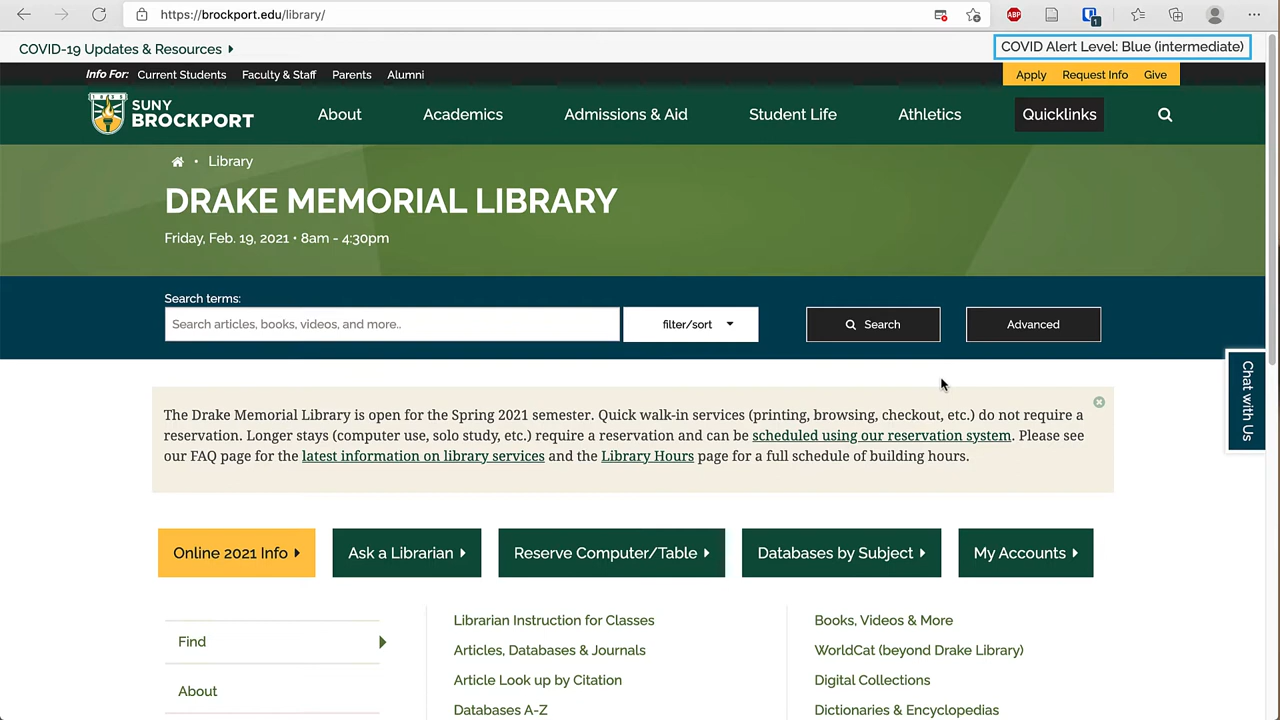 https://brockport.edu/library/
ABP
1
COVID-19 Updates & Resources
COVID Alert Level: Blue (intermediate)
Info For: Current Students Faculty & Staff Parents Alumni
Apply Request Info Give
SUNY
BROCKPORT
About Academics Admissions & Aid Student Life Athletics Quicklinks
Library
DRAKE MEMORIAL LIBRARY
Friday, Feb. 19, 2021 • 8am - 4:30pm
Search terms:
Search articles, books, videos, and more.. filter/sort Search Advanced
Chat with Us
The Drake Memorial Library is open for the Spring 2021 semester. Quick walk-in services (printing, browsing, checkout, etc.) do not require a
reservation. Longer stays (computer use, solo study, etc.) require a reservation and can be scheduled using our reservation system. Please see
our FAQ page for the latest information on library services and the Library Hours page for a full schedule of building hours.
Online 2021 Info Ask a Librarian Reserve Computer/Table Databases by Subject My Accounts
Find
About
Librarian Instruction for Classes
Articles, Databases & Journals
Article Look up by Citation
Databases A-Z
Books, Videos & More
WorldCat (beyond Drake Library)
Digital Collections
Dictionaries & Encyclopedias